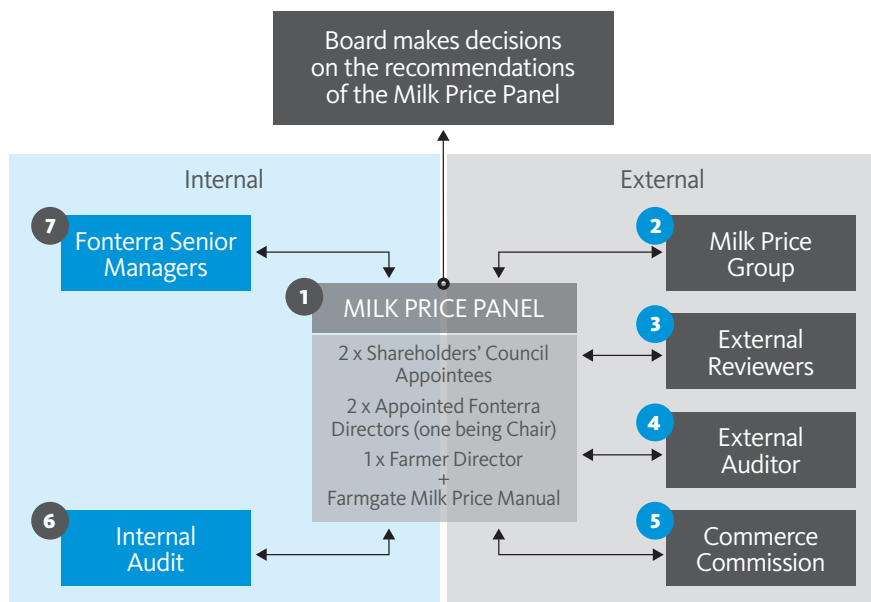 Board makes decisions
on the recommendations
of the Milk Price Panel
Internal
External
7
Fonterra Senior
Managers
2
Milk Price
Group
1
MILK PRICE PANEL
2 x Shareholders' Council
Appointees
2 x Appointed Fonterra
Directors (one being Chair)
1 x Farmer Director
+
Farmgate Milk Price Manual
3
External
Reviewers
4
External
Auditor
6
Internal
Audit
5
Commerce
Commission